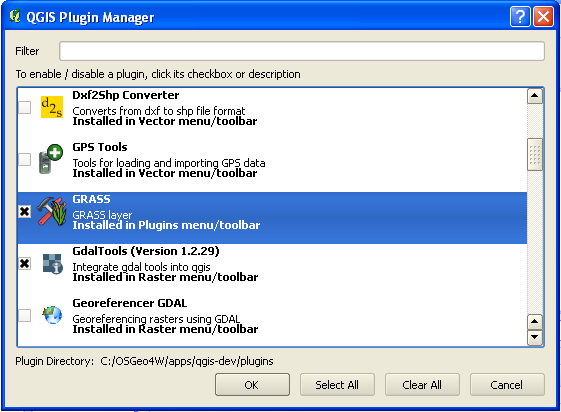 QGIS Plugin Manager
Filter
To enable / disable a plugin, click its checkbox or description
Dxf2Shp Converter
Converts from dxf to shp file format
Installed in Vector menu/toolbar
GPS Tools
Tools for loading and importing GPS data
Installed in Vector menu/toolbar
GRASS
GRASS layer
Installed in Plugins menu/toolbar
GdalTools (Version 1.2.29)
Integrate gdal tools into qgis
Installed in Raster menu/toolbar
Georeferencer GDAL
Georeferencing rasters using GDAL
Installed in Raster menu/toolbar
Plugin Directory: C:/OSGeo4W/apps/qgis-dev/plugins
OK Select All Clear All Cancel